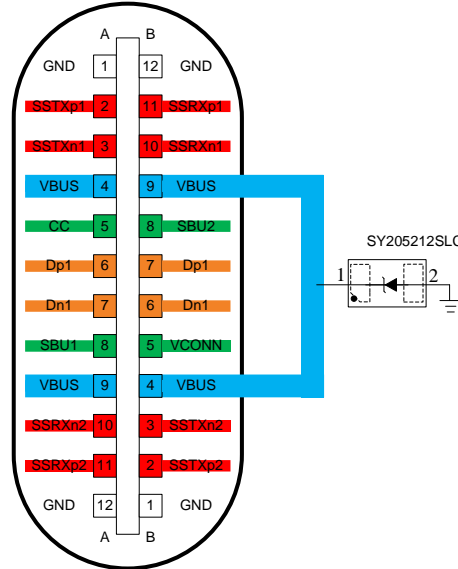 A B
GND 1 12 GND
SSTXp1 2 11 SSRXp1
SSTXn1 3 10 SSRXn1
VBUS 4 9 VBUS
CC 5 8 SBU2
SY205212SLC
Dp1 6 7 Dp1
1 2
Dn1 7 6 Dn1
SBU1 8 5 VCONN
VBUS 9 4 VBUS
SSRXn2 10 3 SSTXn2
SSRXp2 11 2 SSTXp2
GND 12 1 GND
A B